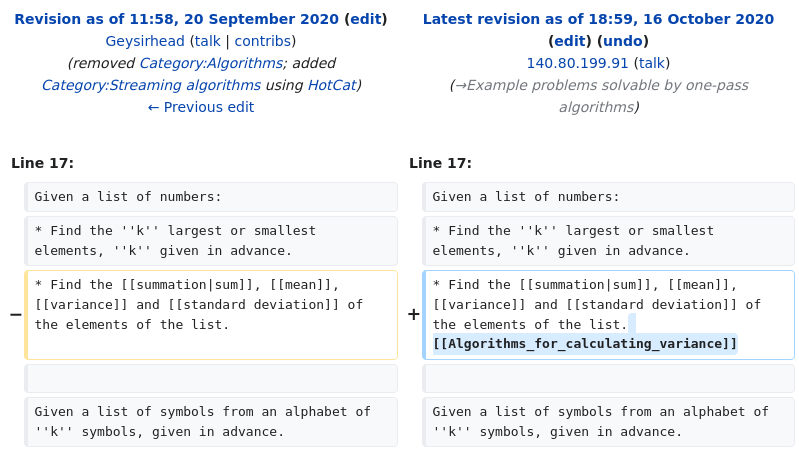 Revision as of 11:58, 20 September 2020 (edit)
Geysirhead (talk | contribs)
(removed Category:Algorithms; added
Category:Streaming algorithms using HotCat)
← Previous edit
Latest revision as of 18:59, 16 October 2020
(edit) (undo)
140.80.199.91 (talk)
(→Example problems solvable by one-pass
algorithms)
Line 17:
Line 17:
Given a list of numbers:
Given a list of numbers:
* Find the ''k'' largest or smallest
elements, ''k'' given in advance.
* Find the ''k'' largest or smallest
elements, ''k'' given in advance.
− * Find the [[summation|sum]], [[mean]],
[[variance]] and [[standard deviation]] of
the elements of the list.
+ * Find the [[summation|sum]], [[mean]],
[[variance]] and [[standard deviation]] of
the elements of the list.
[[Algorithms_for_calculating_variance]]
Given a list of symbols from an alphabet of
''k'' symbols, given in advance.
Given a list of symbols from an alphabet of
''k'' symbols, given in advance.